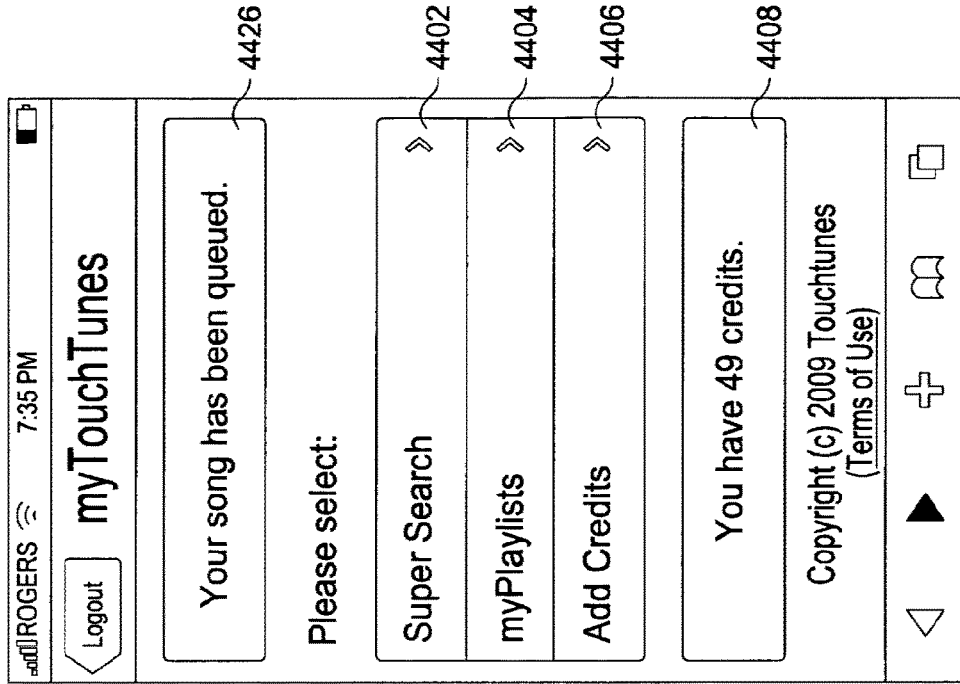 ROGERS 7:35 PM
Logout myTouchTunes
Your song has been queued.
4426
Please select:
Super Search
4402
myPlaylists
4404
Add Credits
4406
You have 49 credits.
4408
Copyright (c) 2009 Touchtunes
(Terms of Use)